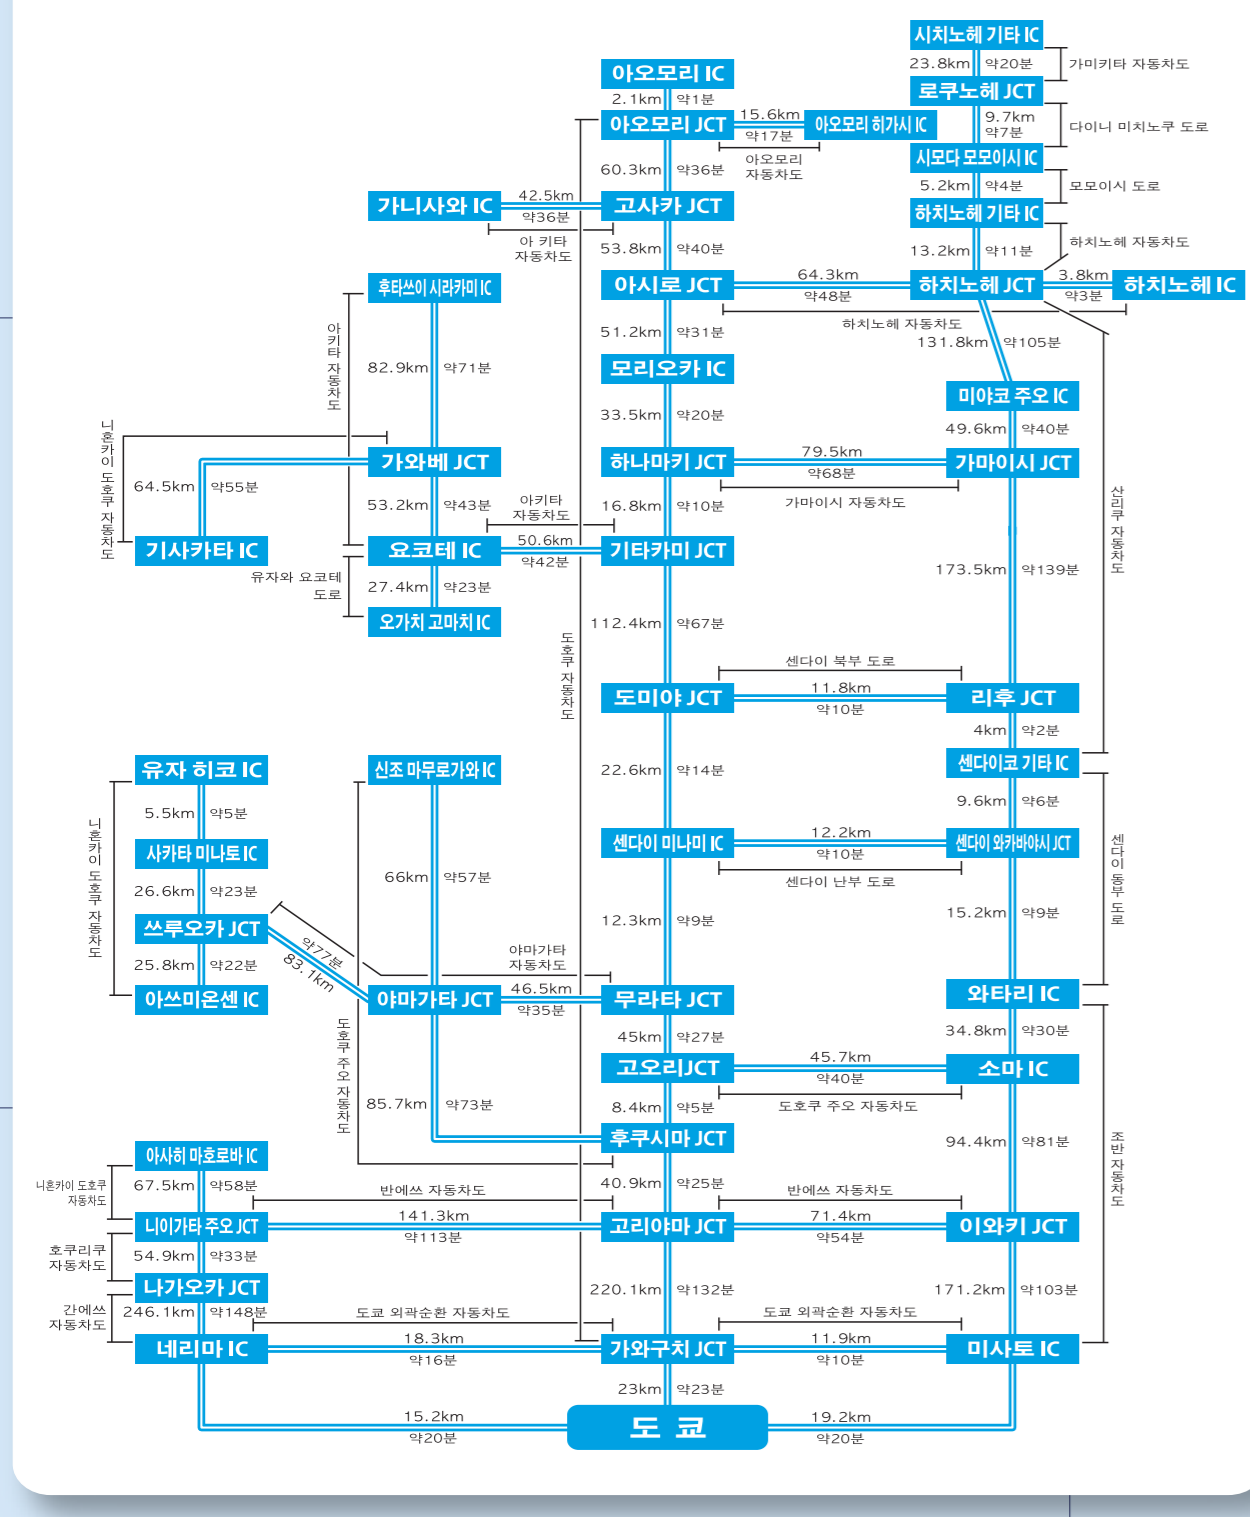 시치노헤 기타 IC
23.8km 약20분
가미키타 자동차도
아오모리 IC
로쿠노헤 JCT
2.1km 약1분
9.7km
약7분
다이니 미치노쿠 도로
아오모리 JCT
15.6km
약17분
아오모리 히가시 IC
아오모리
자동차도
시모다 모모이시 IC
60.3km 약36분
5.2km 약4분
모모이시 도로
가니사와 IC
42.5km
약36분
고사카 JCT
하치노헤 기타 IC
아 키타
자동차도
53.8km 약40분
13.2km 약11분
하치노헤 자동차도
후타쓰이 시라카미 IC
아시로 JCT
64.3km
약48분
하치노헤 JCT
3.8km
약3분
하치노헤 IC
하치노헤 자동차도
아키타 자동차도
51.2km 약31분
131.8km 약105분
82.9km 약71분
모리오카 IC
미야코 주오 IC
33.5km 약20분
49.6km 약40분
니혼카이 도호쿠 자동차도
가와베 JCT
하나마키 JCT
79.5km
약68분
가마이시 JCT
가마이시 자동차도
산리쿠 자동차도
64.5km 약55분
53.2km 약43분
아키타
자동차도
16.8km 약10분
기사카타 IC
요코테 IC
50.6km
약42분
기타카미 JCT
173.5km 약139분
유자와 요코테
도로
27.4km 약23분
오가치 고마치 IC
112.4km 약67분
도호쿠 자동차도
센다이 북부 도로
도미야 JCT
11.8km
약10분
리후 JCT
4km 약2분
유자 히코 IC
신조 마무로가와 IC
22.6km 약14분
센다이코 기타 IC
5.5km 약5분
9.6km 약6분
니혼카이 도호쿠 자동차도
사카타 미나토 IC
센다이 미나미 IC
12.2km
약10분
센다이 와카바야시 JCT
센다이 난부 도로
센다이 동부 도로
26.6km 약23분
66km 약57분
12.3km 약9분
15.2km 약9분
쓰루오카 JCT
약77분
83.1km
야마가타
자동차도
25.8km 약22분
아쓰미온센 IC
야마가타 JCT
46.5km
약35분
무라타 JCT
와타리 IC
도호쿠 주오 자동차도
45km 약27분
34.8km 약30분
고오리JCT
45.7km
약40분
소마 IC
도호쿠 주오 자동차도
85.7km 약73분
8.4km 약5분
후쿠시마 JCT
94.4km 약81분
조반 자동차도
아사히 마호로바 IC
니혼카이 도호쿠
자동차도
67.5km 약58분
40.9km 약25분
반에쓰 자동차도
반에쓰 자동차도
니이가타 주오 JCT
141.3km
약113분
고리야마 JCT
71.4km
약54분
이와키 JCT
호쿠리쿠
자동차도
54.9km 약33분
나가오카 JCT
220.1km 약132분
171.2km 약103분
간에쓰
자동차도
246.1km 약148분
도쿄 외곽순환 자동차도
도쿄 외곽순환 자동차도
네리마 IC
18.3km
약16분
가와구치 JCT
11.9km
약10분
미사토 IC
23km 약23분
15.2km
약20분
도쿄
19.2km
약20분